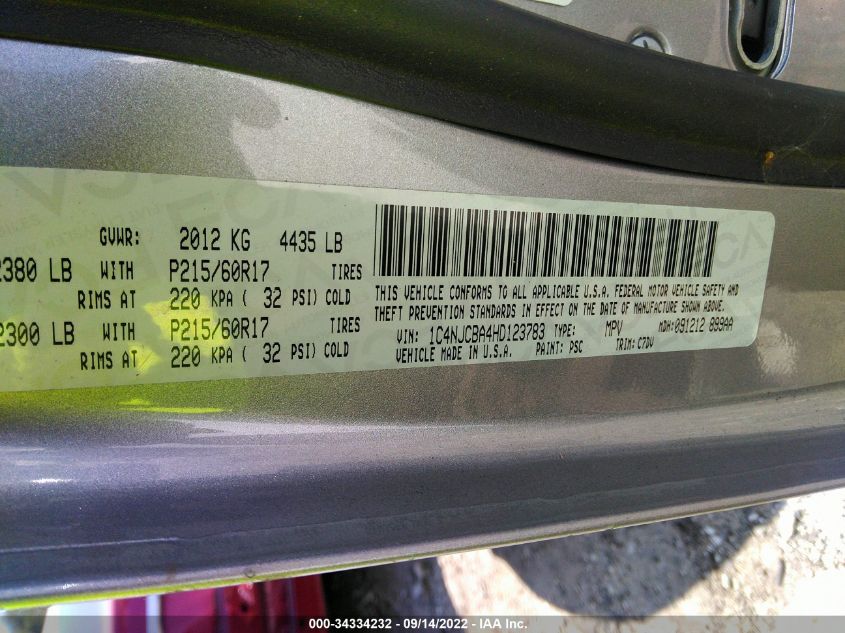 GVWR: 2012 KG 4435 LB
2380 LB WITH P215/60R17 TIRES
RIMS AT 220 KPA ( 32 PSI) COLD
2300 LB WITH P215/60R17 TIRES
RIMS AT 220 KPA ( 32 PSI) COLD
THIS VEHICLE CONFORMS TO ALL APPLICABLE U.S.A. FEDERAL MOTOR VEHICLE SAFETY AND
THEFT PREVENTION STANDARDS IN EFFECT ON THE DATE OF MANUFACTURE SHOWN ABOVE.
VIN: 1C4NJCBA4HD123783 TYPE: MPV MDH:091212 899AA
VEHICLE MADE IN U.S.A. PAINT: PSC TRIM: C7DV
000-34334232 - 09/14/2022 - IAA Inc.